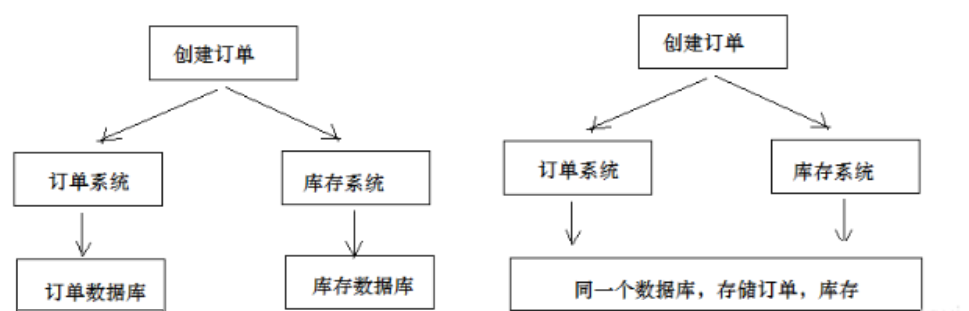 创建订单
订单系统
库存系统
订单数据库
库存数据库
创建订单
订单系统
库存系统
同一个数据库，存储订单，库存